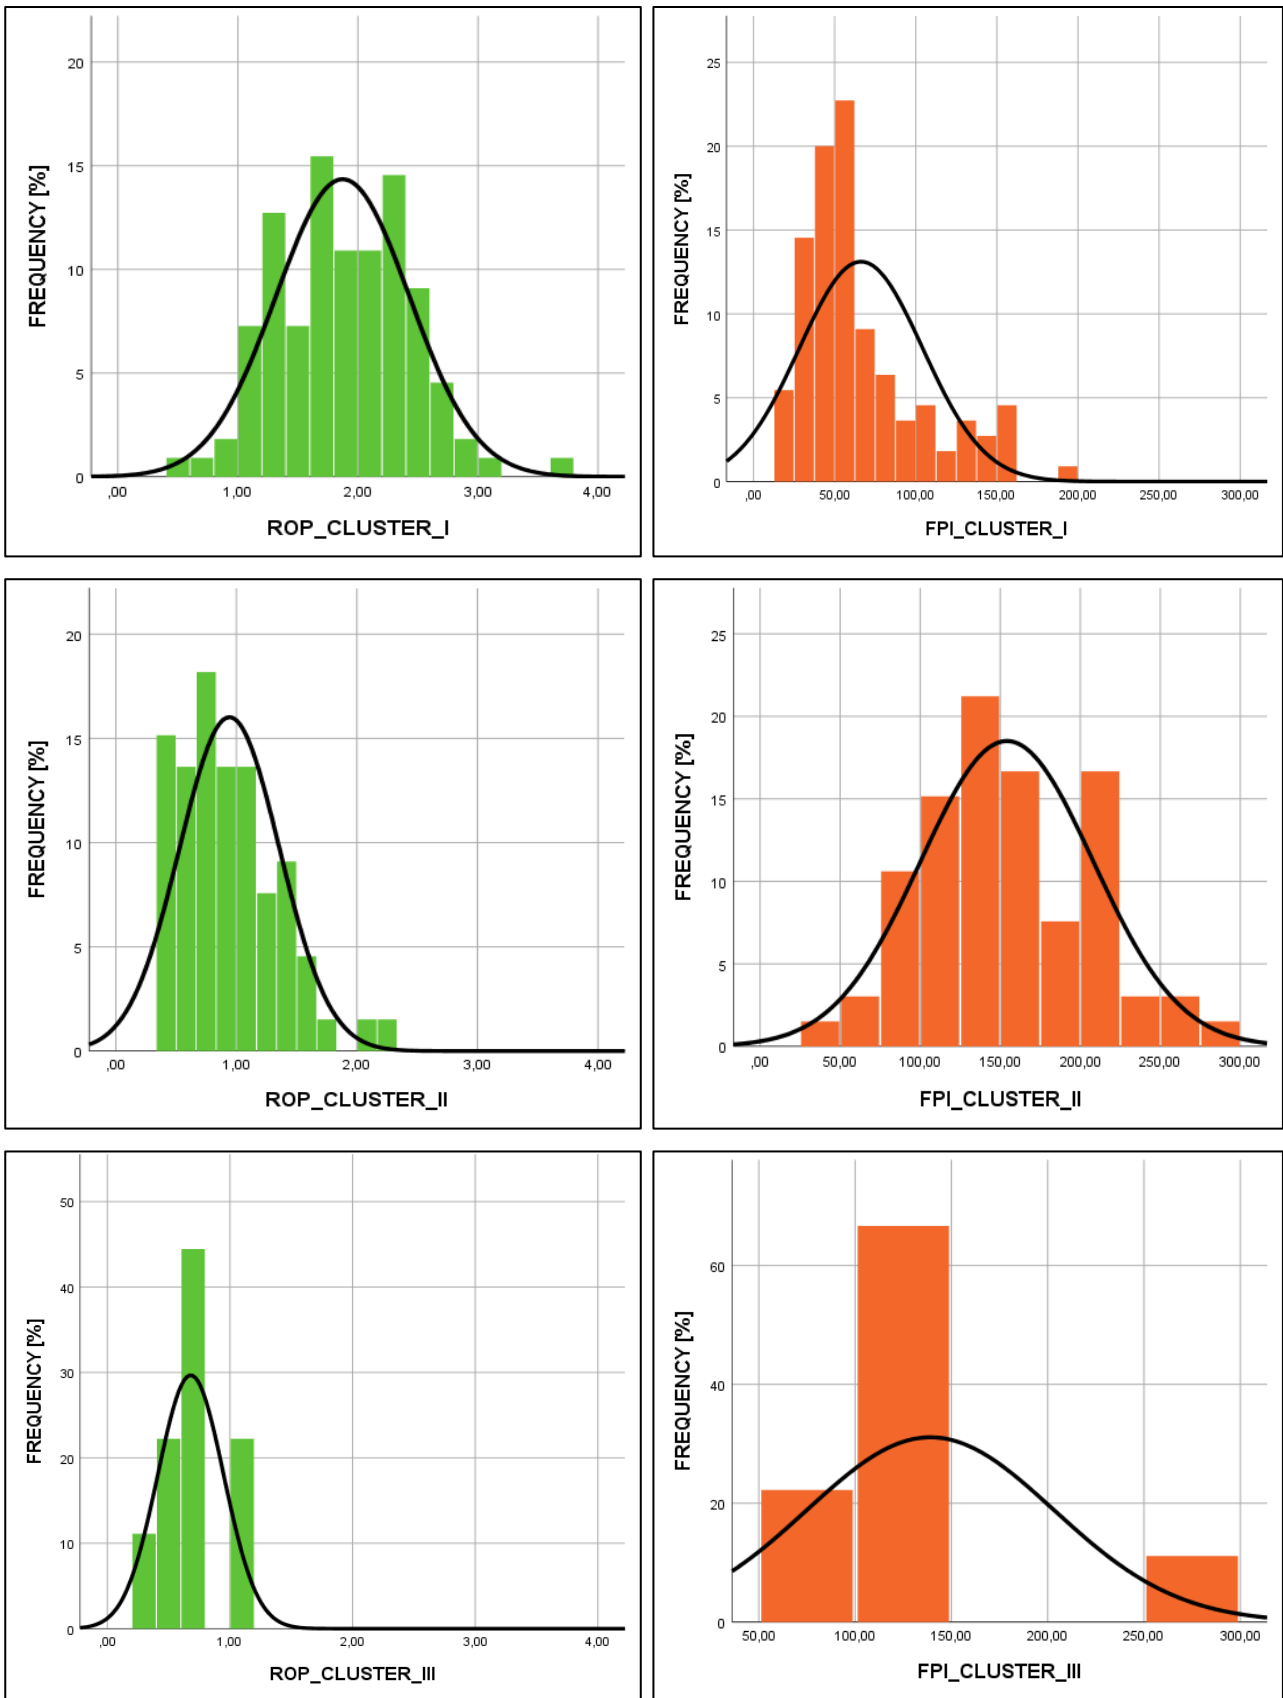 FREQUENCY [%]
20
15
10
5
0
,00 1,00 2,00 3,00 4,00
ROP_CLUSTER_I
FREQUENCY [%]
25
20
15
10
5
0
,00 50,00 100,00 150,00 200,00 250,00 300,00
FPI_CLUSTER_I
FREQUENCY [%]
20
15
10
5
0
,00 1,00 2,00 3,00 4,00
ROP_CLUSTER_II
FREQUENCY [%]
25
20
15
10
5
0
,00 50,00 100,00 150,00 200,00 250,00 300,00
FPI_CLUSTER_II
FREQUENCY [%]
50
40
30
20
10
0
,00 1,00 2,00 3,00 4,00
ROP_CLUSTER_III
FREQUENCY [%]
60
40
20
0
50,00 100,00 150,00 200,00 250,00 300,00
FPI_CLUSTER_III